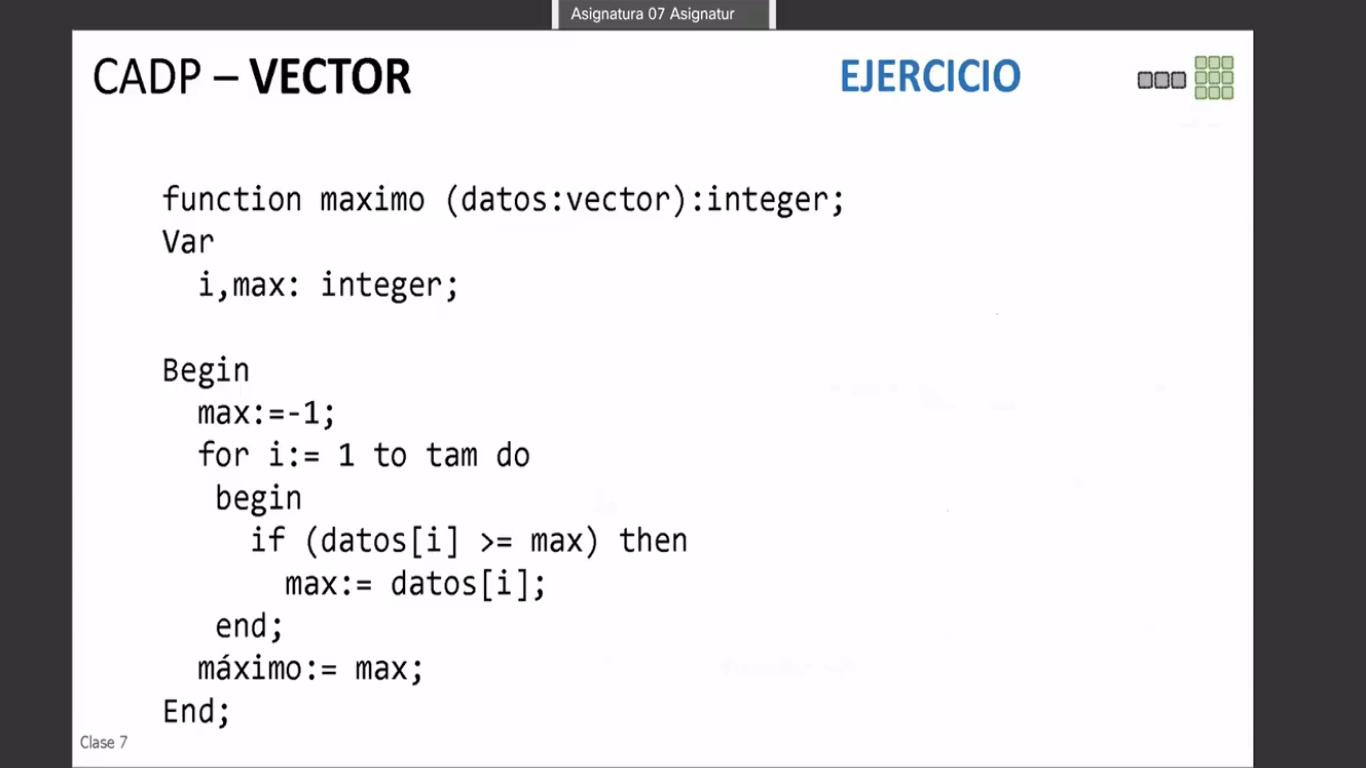 Asignatura 07 Asignatur
CADP – VECTOR
EJERCICIO
function maximo (datos:vector):integer;
Var
i,max: integer;
Begin
max:=-1;
for i:= 1 to tam do
begin
if (datos[i] >= max) then
max:= datos[i];
end;
máximo:= max;
End;
Clase 7